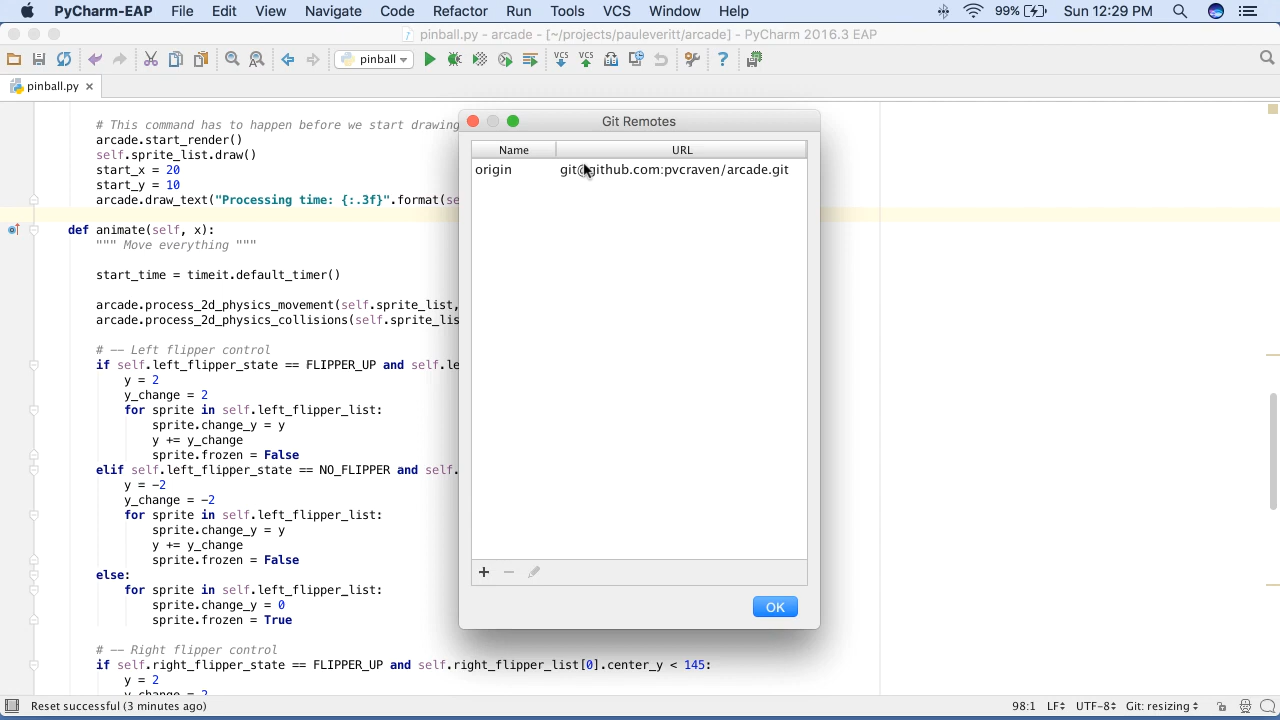 PyCharm-EAP File Edit View Navigate Code Refactor Run Tools VCS Window Help 99% Sun 12:29 PM
pinball.py - arcade - [~/projects/pauleveritt/arcade] - PyCharm 2016.3 EAP
pinball VCS VCS ?
pinball.py ×
# This command has to happen before we start drawing
arcade.start_render()
self.sprite_list.draw()
start_x = 20
start_y = 10
arcade.draw_text("Processing time: {:.3f}".format(se
def animate(self, x):
""" Move everything """
start_time = timeit.default_timer()
arcade.process_2d_physics_movement(self.sprite_list,
arcade.process_2d_physics_collisions(self.sprite_lis
# -- Left flipper control
if self.left_flipper_state == FLIPPER_UP and self.le
y = 2
y_change = 2
for sprite in self.left_flipper_list:
sprite.change_y = y
y += y_change
sprite.frozen = False
elif self.left_flipper_state == NO_FLIPPER and self.
y = -2
y_change = -2
for sprite in self.left_flipper_list:
sprite.change_y = y
y += y_change
sprite.frozen = False
else:
for sprite in self.left_flipper_list:
sprite.change_y = 0
sprite.frozen = True
# -- Right flipper control
if self.right_flipper_state == FLIPPER_UP and self.right_flipper_list[0].center_y < 145:
y = 2
y_change = 2
Git Remotes
Name URL
origin git@github.com:pvcraven/arcade.git
OK
Reset successful (3 minutes ago) 98:1 LF UTF-8 Git: resizing